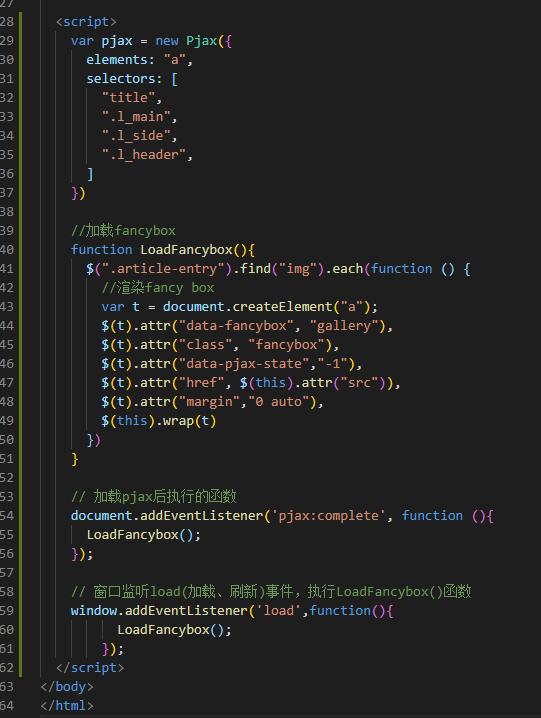 27
28 <script>
29 var pjax = new Pjax({
30 elements: "a",
31 selectors: [
32 "title",
33 ".l_main",
34 ".l_side",
35 ".l_header",
36 ]
37 })
38
39 //加载fancybox
40 function LoadFancybox(){
41 $(".article-entry").find("img").each(function () {
42 //渲染fancy box
43 var t = document.createElement("a");
44 $(t).attr("data-fancybox", "gallery"),
45 $(t).attr("class", "fancybox"),
46 $(t).attr("data-pjax-state","-1"),
47 $(t).attr("href", $(this).attr("src")),
48 $(t).attr("margin","0 auto"),
49 $(this).wrap(t)
50 })
51 }
52
53 // 加载pjax后执行的函数
54 document.addEventListener('pjax:complete', function (){
55 LoadFancybox();
56 });
57
58 // 窗口监听load(加载、刷新)事件，执行LoadFancybox()函数
59 window.addEventListener('load',function(){
60 LoadFancybox();
61 });
62 </script>
63 </body>
64 </html>